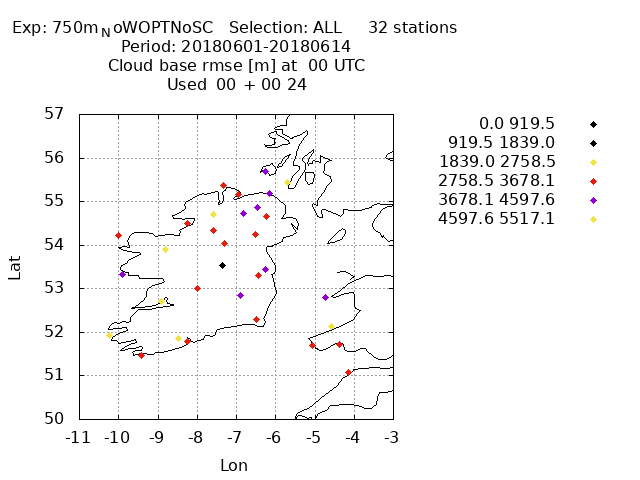 Exp: 750m_NoWOPTNoSC Selection: ALL 32 stations
Period: 20180601-20180614
Cloud base rmse [m] at 00 UTC
Used 00 + 00 24
57
56
55
54
53
52
51
50
-11 -10 -9 -8 -7 -6 -5 -4 -3
Lat
Lon
0.0 919.5
919.5 1839.0
1839.0 2758.5
2758.5 3678.1
3678.1 4597.6
4597.6 5517.1